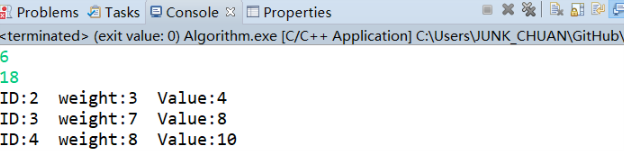 Problems Tasks Console Properties
<terminated> (exit value: 0) Algorithm.exe [C/C++ Application] C:\Users\JUNK_CHUAN\GitHub\
6
18
ID:2  weight:3  Value:4
ID:3  weight:7  Value:8
ID:4  weight:8  Value:10